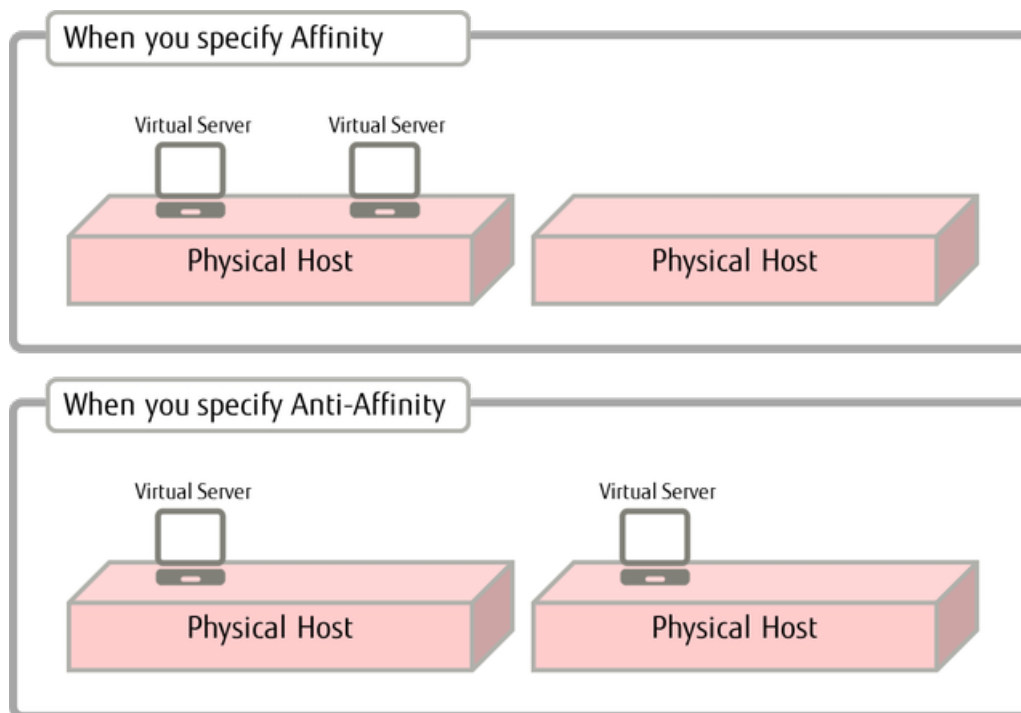 When you specify Affinity
Virtual Server
Virtual Server
Physical Host
Physical Host
When you specify Anti-Affinity
Virtual Server
Virtual Server
Physical Host
Physical Host